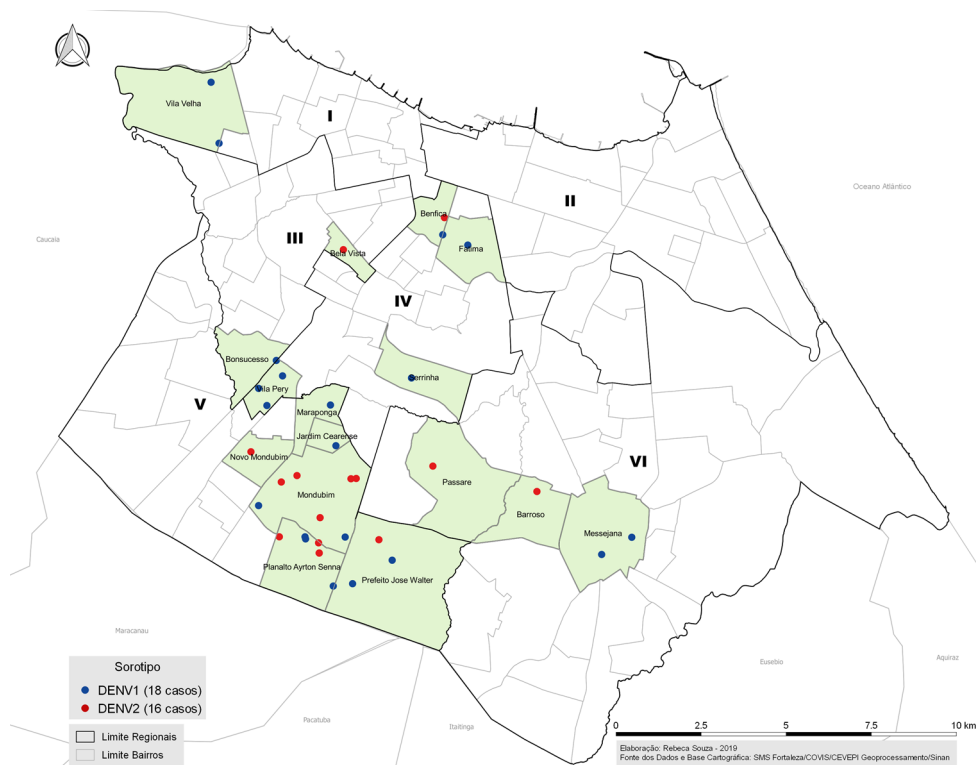 Vila Velha
I
II
Oceano Atlântico
Benfica
III
Caucaia
Bela Vista
Fatima
IV
Bonsucesso
Serrinha
Vila Pery
V
Maraponga
Jardim Cearense
Novo Mondubim
VI
Passare
Mondubim
Barroso
Messejana
Planalto Ayrton Senna
Prefeito Jose Walter
Maracanau
Aquiraz
Eusebio
Pacatuba
Itaitinga
Sorotipo
DENV1 (18 casos)
DENV2 (16 casos)
Limite Regionais
Limite Bairros
0 2.5 5 7.5 10 km
Elaboração: Rebeca Souza - 2019
Fonte dos Dados e Base Cartográfica: SMS Fortaleza/COVIS/CEVEPI Geoprocessamento/Sinan